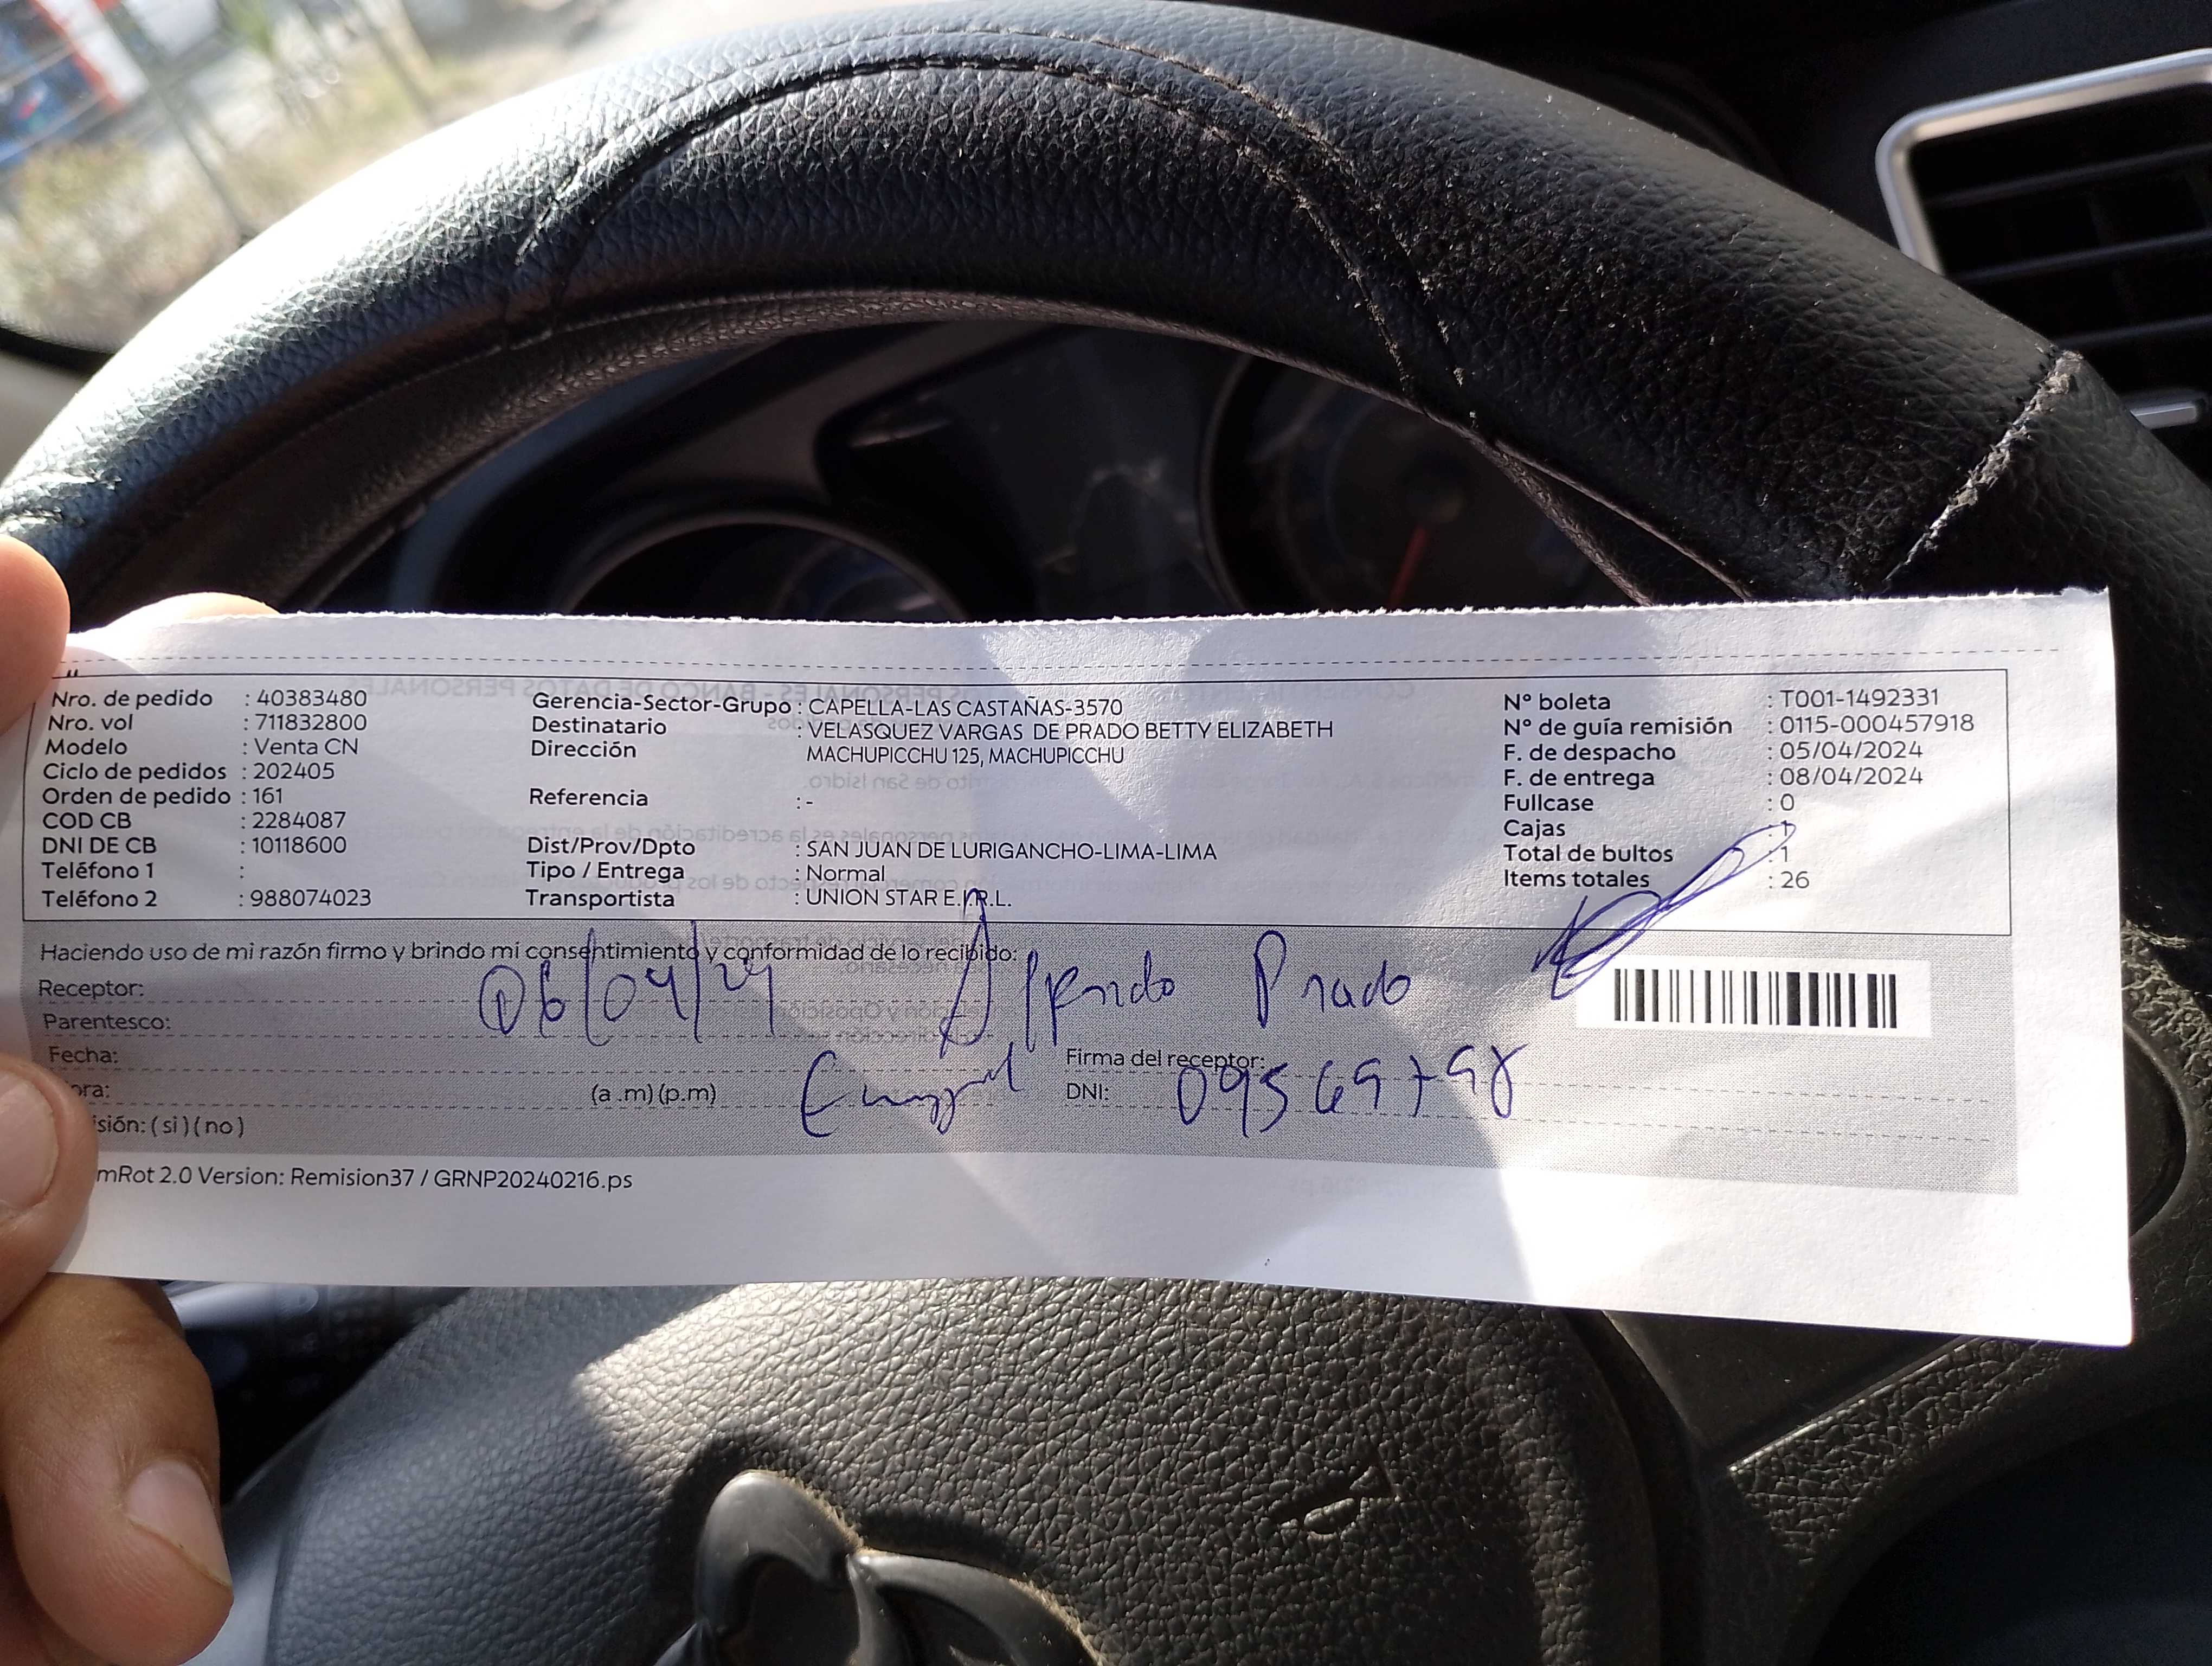 Nro. de pedido : 40383480
Nro. vol : 711832800
Modelo : Venta CN
Ciclo de pedidos : 202405
Orden de pedido : 161
COD CB : 2284087
DNI DE CB : 10118600
Teléfono 1 :
Teléfono 2 : 988074023
Gerencia-Sector-Grupo : CAPELLA-LAS CASTAÑAS-3570
Destinatario : VELASQUEZ VARGAS DE PRADO BETTY ELIZABETH
Dirección MACHUPICCHU 125, MACHUPICCHU
Referencia : -
Dist/Prov/Dpto : SAN JUAN DE LURIGANCHO-LIMA-LIMA
Tipo / Entrega : Normal
Transportista : UNION STAR E.I.R.L.
N° boleta : T001-1492331
N° de guía remisión : 0115-000457918
F. de despacho : 05/04/2024
F. de entrega : 08/04/2024
Fullcase : 0
Cajas : 1
Total de bultos : 1
Items totales : 26
Haciendo uso de mi razón firmo y brindo mi consentimiento y conformidad de lo recibido:
Receptor: 06/04/24 Prado
Parentesco:
Fecha: Firma del receptor:
ora: (a .m) (p.m) DNI:
sión: ( si ) ( no )
mRot 2.0 Version: Remision37 / GRNP20240216.ps